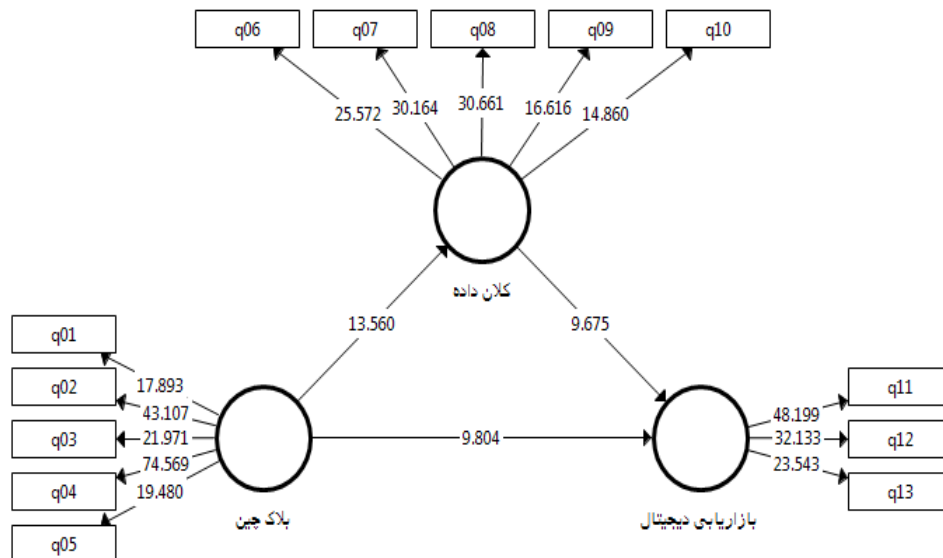 q06 q07 q08 q09 q10
25.572 30.164 30.661 16.616 14.860
کلان داده
13.560 9.675
q01
q02
q03
q04
q05
17.893
43.107
21.971
74.569
19.480
9.804
48.199
32.133
23.543
q11
q12
q13
بلاک چین
بازاریابی دیجیتال